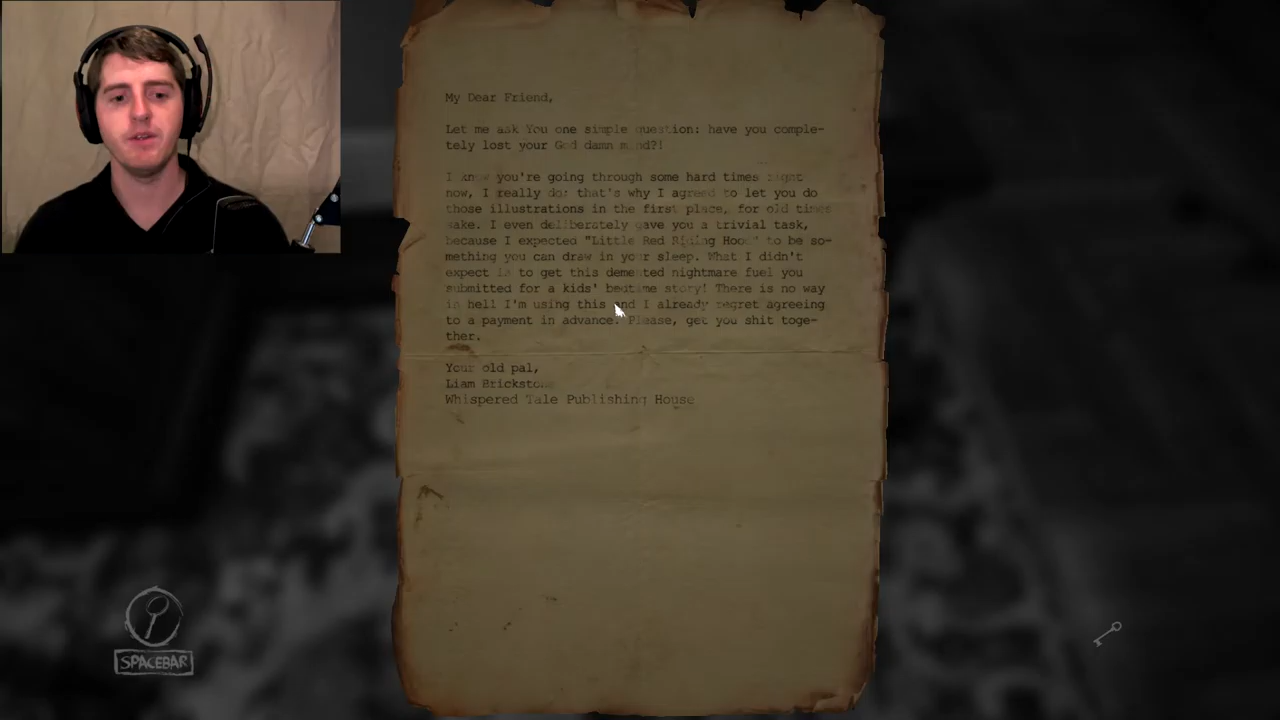 My Dear Friend,
Let me ask You one simple question: have you comple-
tely lost your God damn mind?!
I know you're going through some hard times right
now, I really do: that's why I agreed to let you do
those illustrations in the first place, for old times
sake. I even deliberately gave you a trivial task,
because I expected "Little Red Riding Hood" to be so-
mething you can draw in your sleep. What I didn't
expect is to get this demented nightmare fuel you
submitted for a kids' bedtime story! There is no way
in hell I'm using this and I already regret agreeing
to a payment in advance. Please, get you shit toge-
ther.
Your old pal,
Liam Brickstone
Whispered Tale Publishing House
SPACEBAR